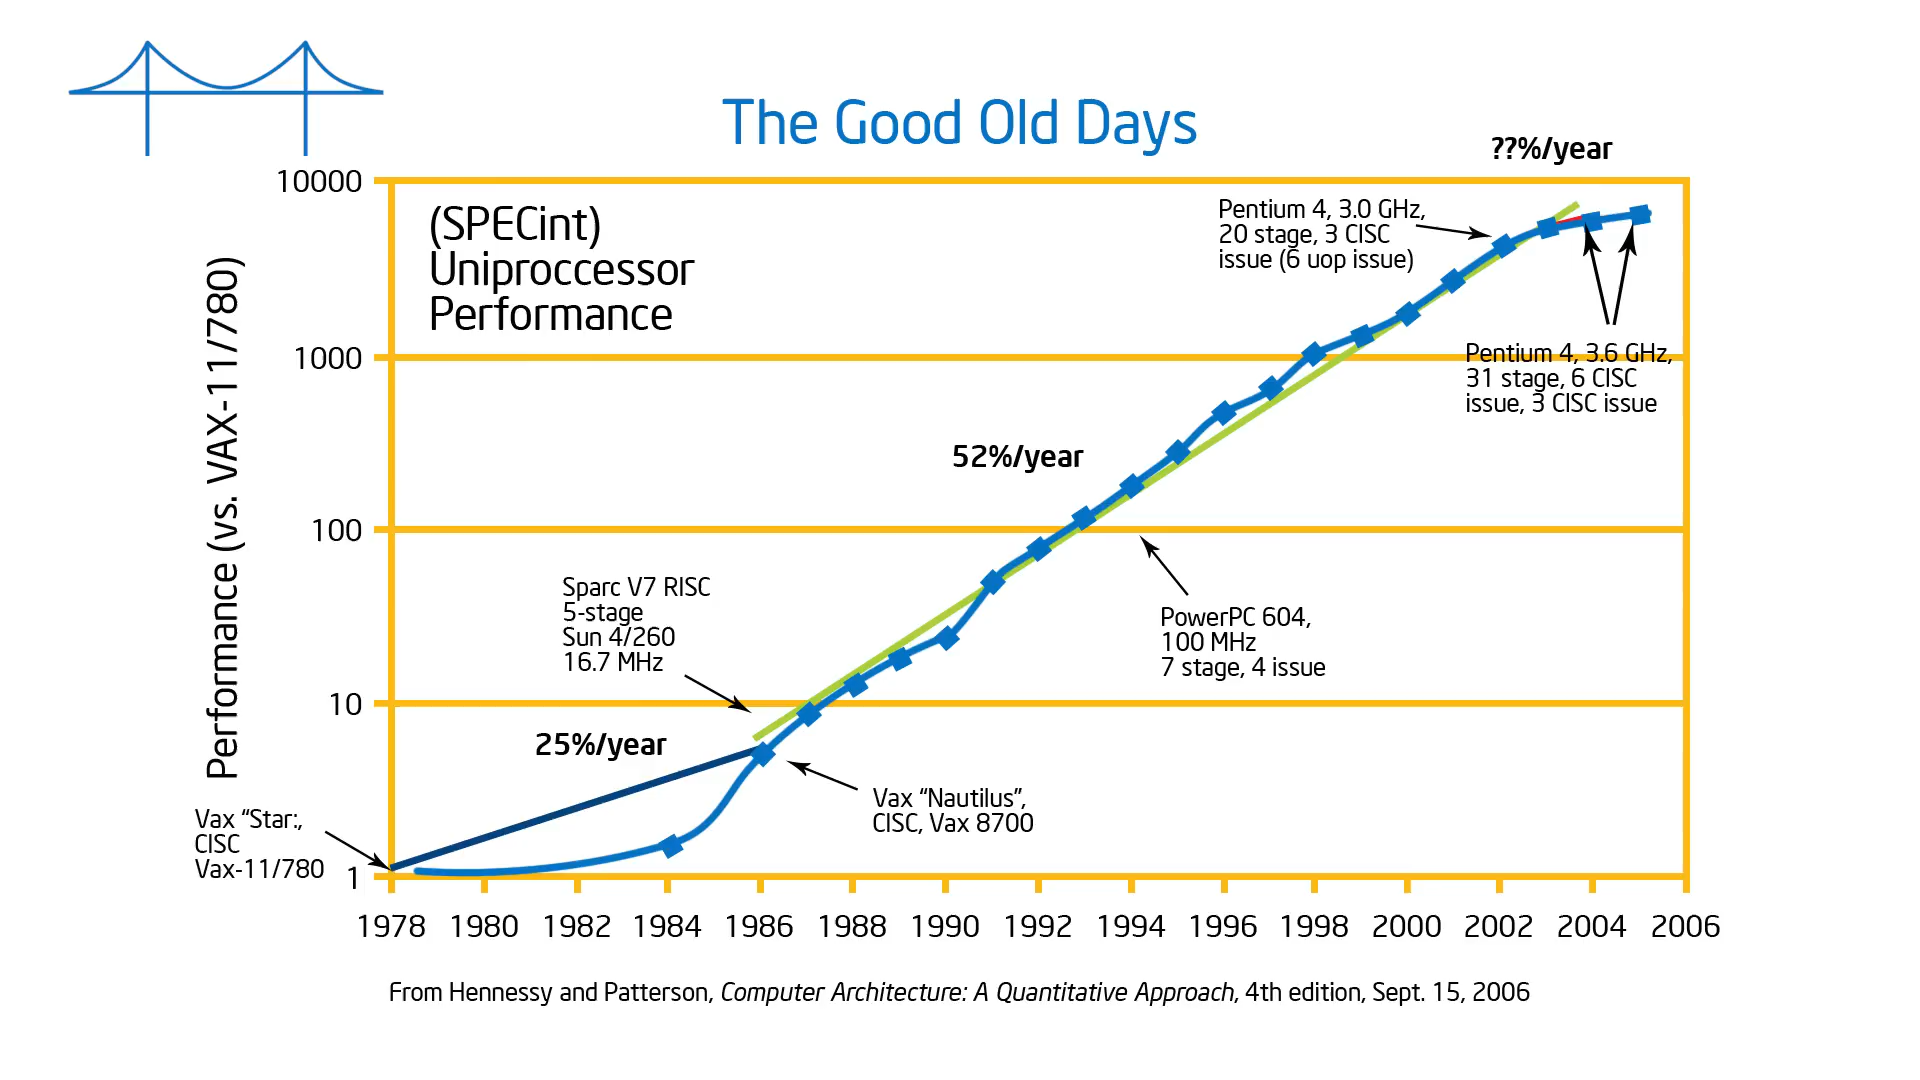 The Good Old Days
??%/year
10000
1000
100
10
1
Performance (vs. VAX-11/780)
(SPECint)
Uniproccessor
Performance
Pentium 4, 3.0 GHz,
20 stage, 3 CISC
issue (6 uop issue)
Pentium 4, 3.6 GHz,
31 stage, 6 CISC
issue, 3 CISC issue
52%/year
Sparc V7 RISC
5-stage
Sun 4/260
16.7 MHz
PowerPC 604,
100 MHz
7 stage, 4 issue
25%/year
Vax “Nautilus”,
CISC, Vax 8700
Vax “Star:,
CISC
Vax-11/780
1978 1980 1982 1984 1986 1988 1990 1992 1994 1996 1998 2000 2002 2004 2006
From Hennessy and Patterson, Computer Architecture: A Quantitative Approach, 4th edition, Sept. 15, 2006